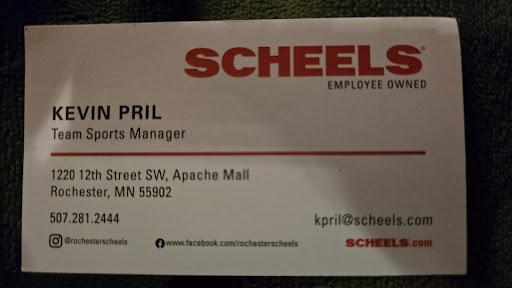 SCHEELS®
EMPLOYEE OWNED
KEVIN PRIL
Team Sports Manager
1220 12th Street SW, Apache Mall
Rochester, MN 55902
507.281.2444 kpril@scheels.com
@rochesterscheels www.facebook.com/rochesterscheels SCHEELS.com